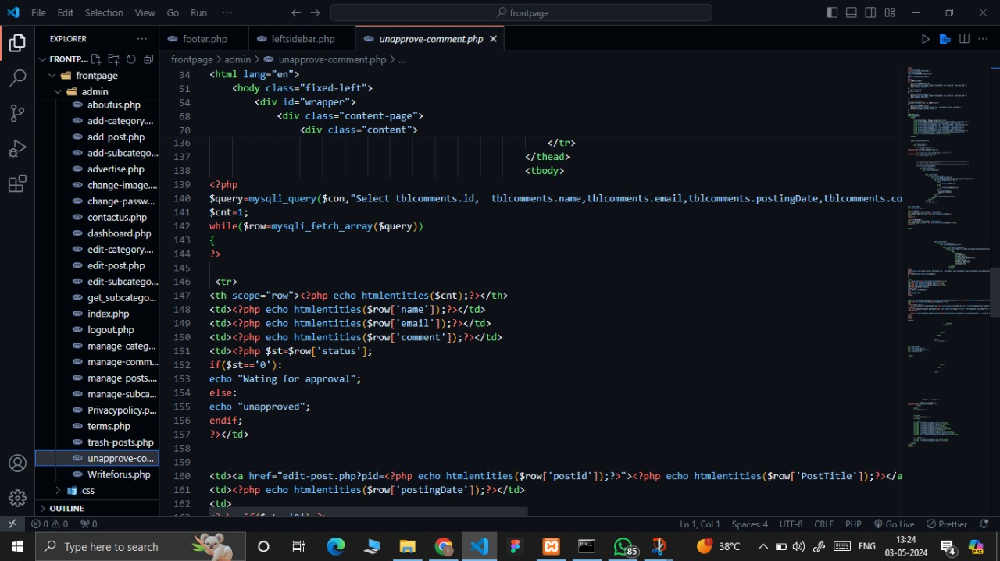 File Edit Selection View Go Run ··· frontpage
EXPLORER ··· footer.php leftsidebar.php unapprove-comment.php
FRONTP... frontpage > admin > unapprove-comment.php > ...
frontpage
admin
aboutus.php
add-category....
add-post.php
add-subcatego...
advertise.php
change-image....
change-passw...
contactus.php
dashboard.php
edit-category....
edit-post.php
edit-subcatego...
get_subcatego...
index.php
logout.php
manage-categ...
manage-comm...
manage-posts....
manage-subca...
Privacypolicy.p...
terms.php
trash-posts.php
unapprove-co...
Writeforus.php
css
OUTLINE
34 <html lang="en">
51 <body class="fixed-left">
54 <div id="wrapper">
68 <div class="content-page">
70 <div class="content">
136 </tr>
137 </thead>
138 <tbody>
139 <?php
140 $query=mysqli_query($con,"Select tblcomments.id,  tblcomments.name,tblcomments.email,tblcomments.postingDate,tblcomments.co
141 $cnt=1;
142 while($row=mysqli_fetch_array($query))
143 {
144 ?>
145
146 <tr>
147 <th scope="row"><?php echo htmlentities($cnt);?></th>
148 <td><?php echo htmlentities($row['name']);?></td>
149 <td><?php echo htmlentities($row['email']);?></td>
150 <td><?php echo htmlentities($row['comment']);?></td>
151 <td><?php $st=$row['status'];
152 if($st=='0'):
153 echo "Wating for approval";
154 else:
155 echo "unapproved";
156 endif;
157 ?></td>
158
159
160 <td><a href="edit-post.php?pid=<?php echo htmlentities($row['postid']);?>"><?php echo htmlentities($row['PostTitle']);?></a
161 <td><?php echo htmlentities($row['postingDate']);?></td>
162 <td>
0 0 0 Ln 1, Col 1 Spaces: 4 UTF-8 CRLF PHP Go Live Prettier
Type here to search 85 1 38°C ENG 13:24 03-05-2024 4 PRE